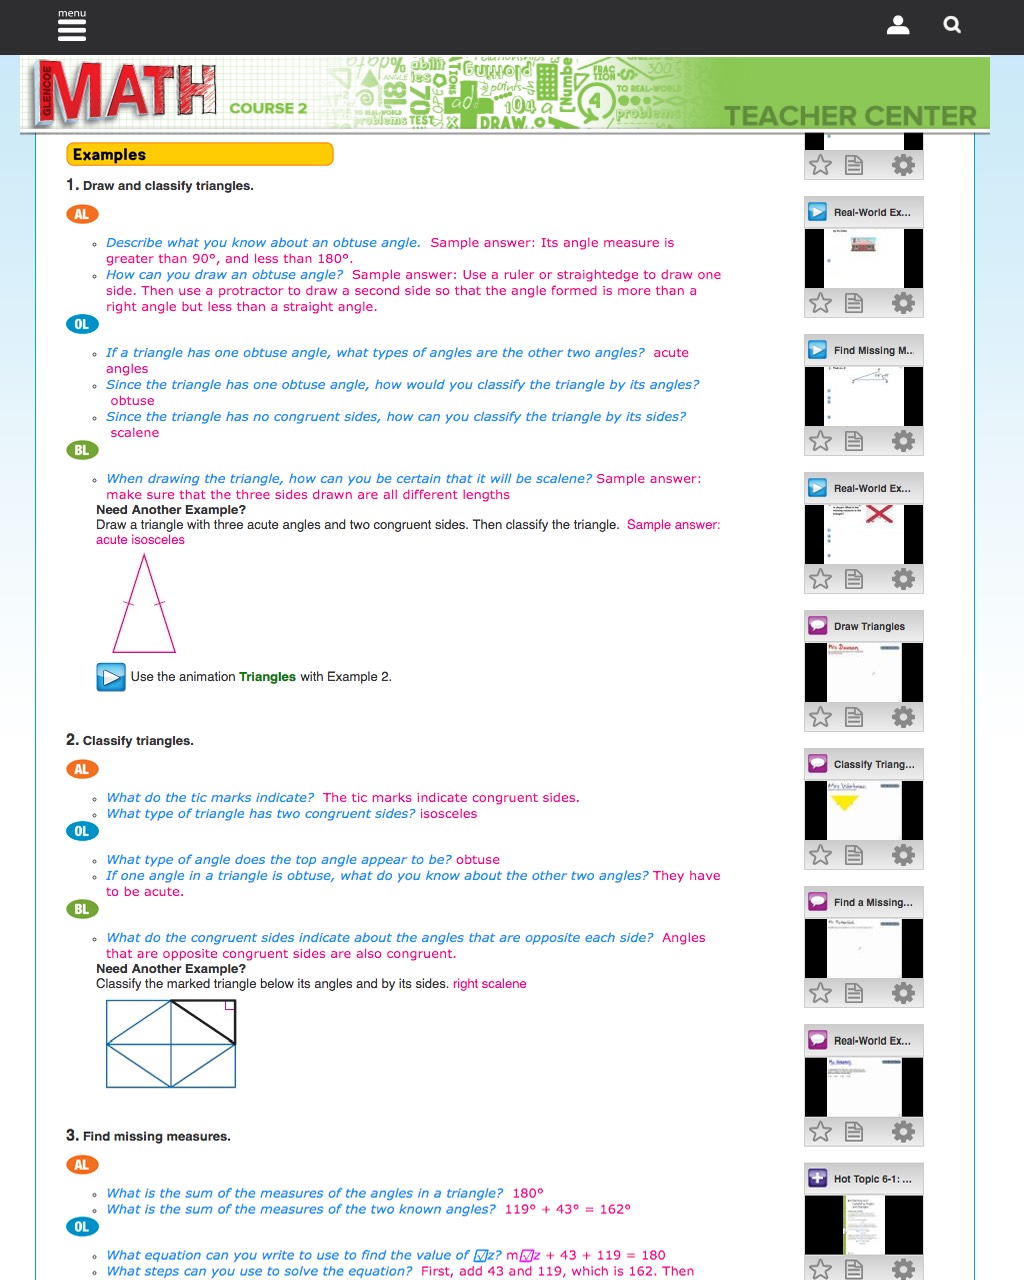 menu
GLENCOE
MATH
COURSE 2
TEACHER CENTER
Examples
1. Draw and classify triangles.
AL
Describe what you know about an obtuse angle. Sample answer: Its angle measure is
greater than 90º, and less than 180º.
How can you draw an obtuse angle? Sample answer: Use a ruler or straightedge to draw one
side. Then use a protractor to draw a second side so that the angle formed is more than a
right angle but less than a straight angle.
OL
If a triangle has one obtuse angle, what types of angles are the other two angles? acute
angles
Since the triangle has one obtuse angle, how would you classify the triangle by its angles?
obtuse
Since the triangle has no congruent sides, how can you classify the triangle by its sides?
scalene
BL
When drawing the triangle, how can you be certain that it will be scalene? Sample answer:
make sure that the three sides drawn are all different lengths
Need Another Example?
Draw a triangle with three acute angles and two congruent sides. Then classify the triangle. Sample answer:
acute isosceles
Use the animation Triangles with Example 2.
2. Classify triangles.
AL
What do the tic marks indicate? The tic marks indicate congruent sides.
What type of triangle has two congruent sides? isosceles
OL
What type of angle does the top angle appear to be? obtuse
If one angle in a triangle is obtuse, what do you know about the other two angles? They have
to be acute.
BL
What do the congruent sides indicate about the angles that are opposite each side? Angles
that are opposite congruent sides are also congruent.
Need Another Example?
Classify the marked triangle below its angles and by its sides. right scalene
3. Find missing measures.
AL
What is the sum of the measures of the angles in a triangle? 180º
What is the sum of the measures of the two known angles? 119º + 43º = 162º
OL
What equation can you write to use to find the value of z? mz + 43 + 119 = 180
What steps can you use to solve the equation? First, add 43 and 119, which is 162. Then
Real-World Ex...
Find Missing M...
Real-World Ex...
Draw Triangles
Classify Triang...
Find a Missing...
Real-World Ex...
Hot Topic 6-1: ...